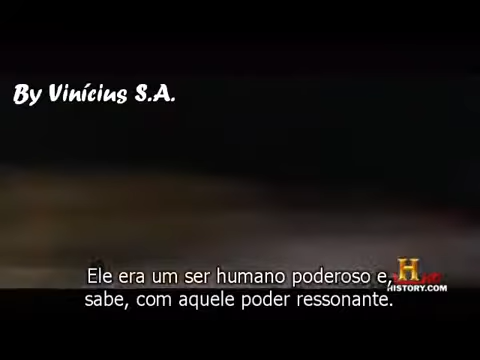 By Vinícius S.A.
Ele era um ser humano poderoso e,
sabe, com aquele poder ressonante.
H
HISTORY.COM